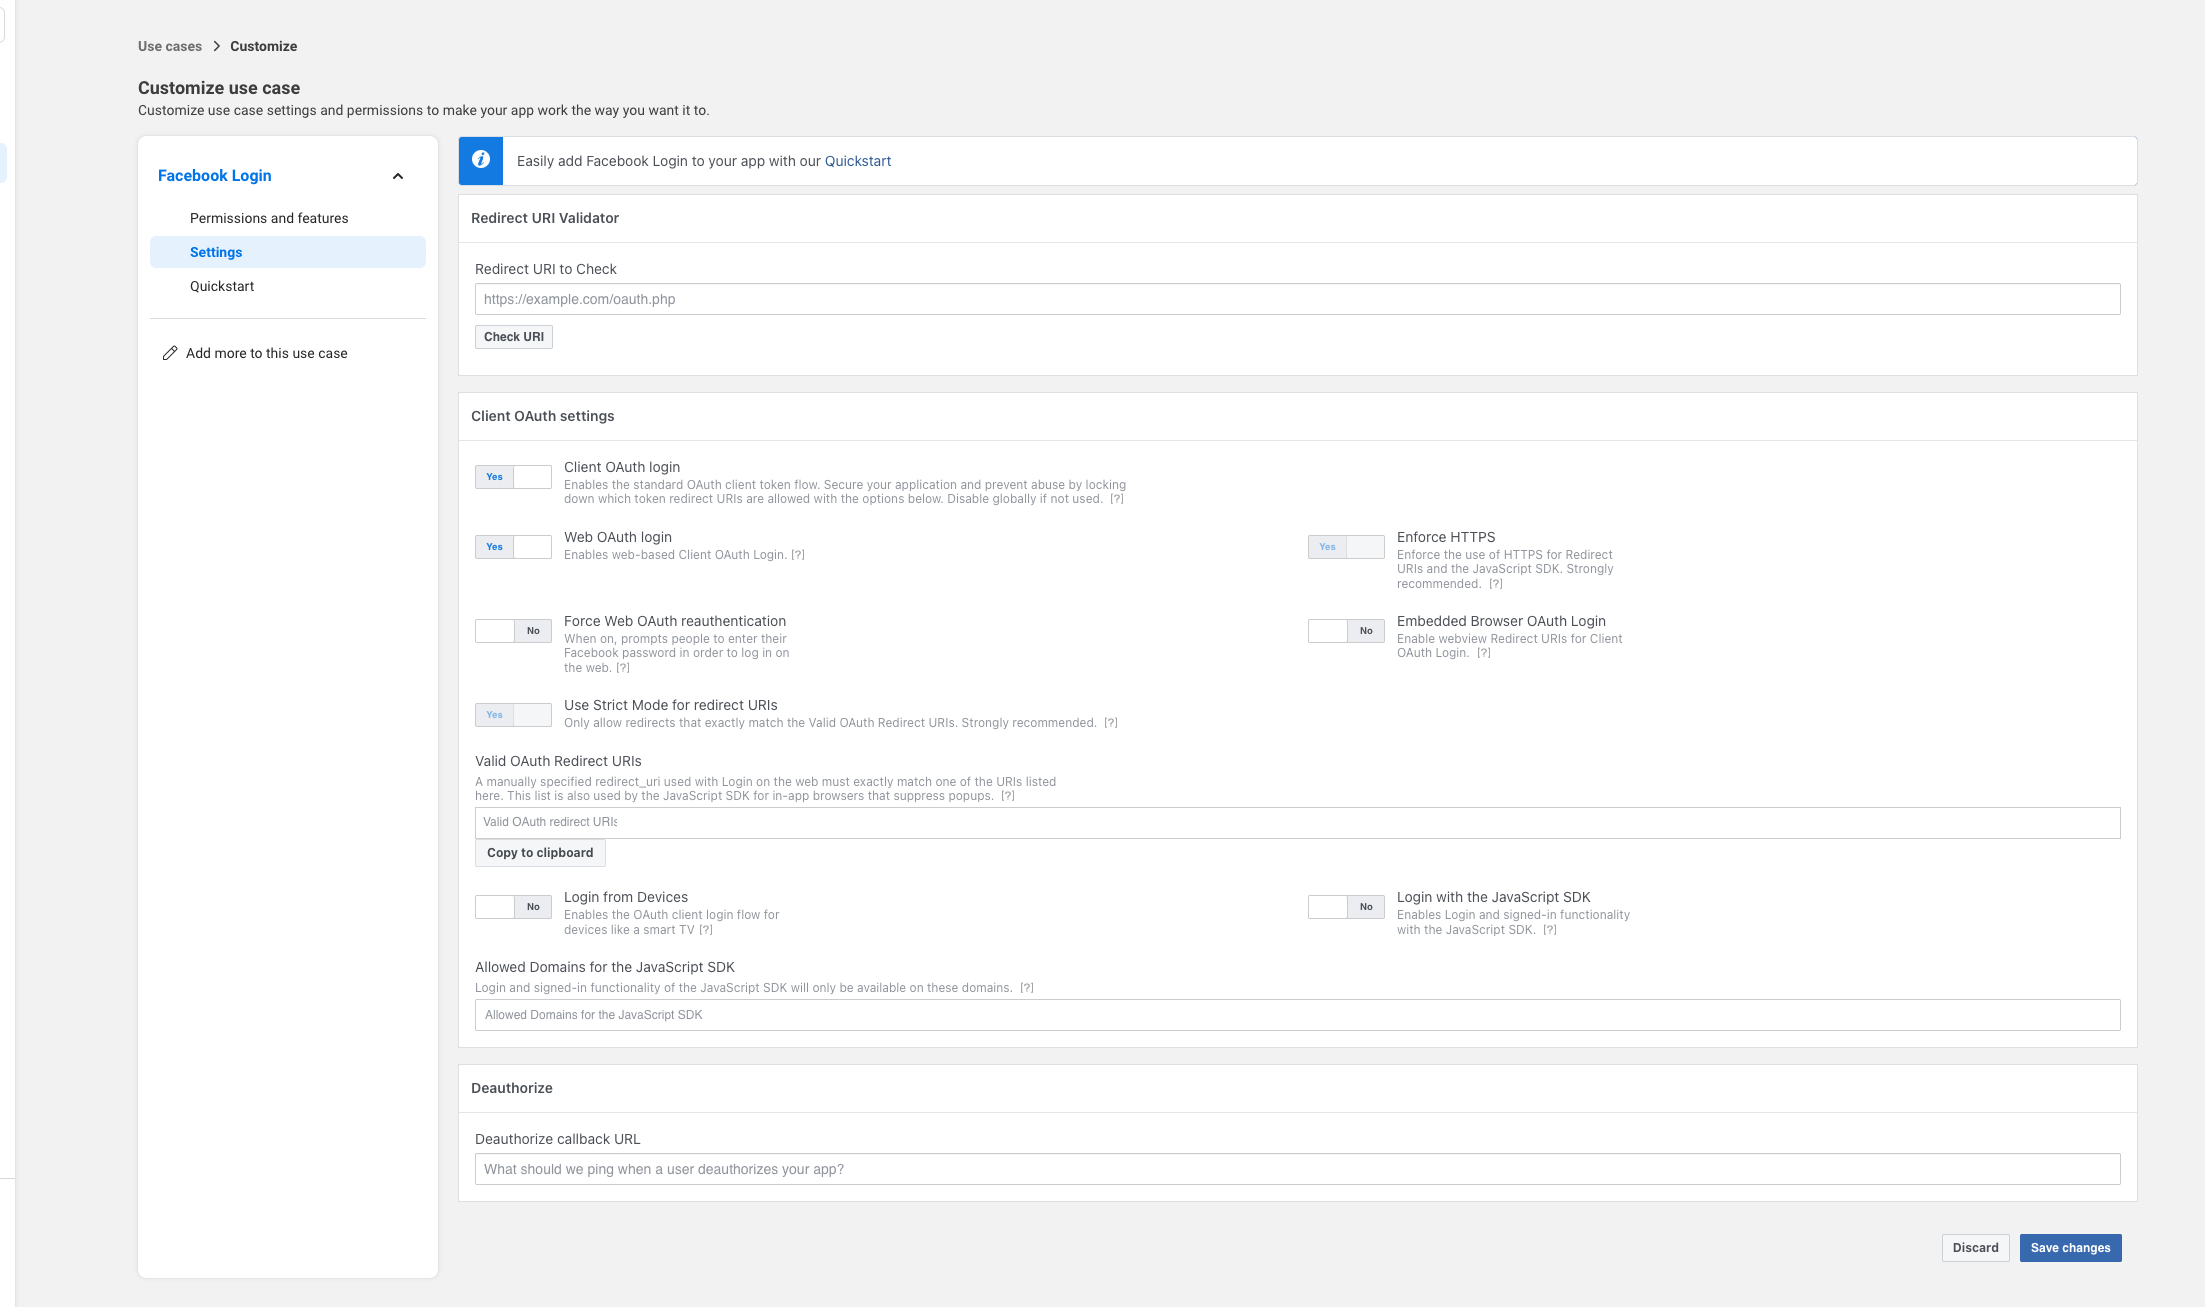 Use cases > Customize
Customize use case
Customize use case settings and permissions to make your app work the way you want it to.
Facebook Login
Permissions and features
Settings
Quickstart
Add more to this use case
Easily add Facebook Login to your app with our Quickstart
Redirect URI Validator
Redirect URI to Check
https://example.com/oauth.php
Check URI
Client OAuth settings
Yes
Client OAuth login
Enables the standard OAuth client token flow. Secure your application and prevent abuse by locking
down which token redirect URIs are allowed with the options below. Disable globally if not used. [?]
Yes
Web OAuth login
Enables web-based Client OAuth Login. [?]
Yes
Enforce HTTPS
Enforce the use of HTTPS for Redirect
URIs and the JavaScript SDK. Strongly
recommended. [?]
No
Force Web OAuth reauthentication
When on, prompts people to enter their
Facebook password in order to log in on
the web. [?]
No
Embedded Browser OAuth Login
Enable webview Redirect URIs for Client
OAuth Login. [?]
Yes
Use Strict Mode for redirect URIs
Only allow redirects that exactly match the Valid OAuth Redirect URIs. Strongly recommended. [?]
Valid OAuth Redirect URIs
A manually specified redirect_uri used with Login on the web must exactly match one of the URIs listed
here. This list is also used by the JavaScript SDK for in-app browsers that suppress popups. [?]
Valid OAuth redirect URIs
Copy to clipboard
No
Login from Devices
Enables the OAuth client login flow for
devices like a smart TV [?]
No
Login with the JavaScript SDK
Enables Login and signed-in functionality
with the JavaScript SDK. [?]
Allowed Domains for the JavaScript SDK
Login and signed-in functionality of the JavaScript SDK will only be available on these domains. [?]
Allowed Domains for the JavaScript SDK
Deauthorize
Deauthorize callback URL
What should we ping when a user deauthorizes your app?
Discard
Save changes